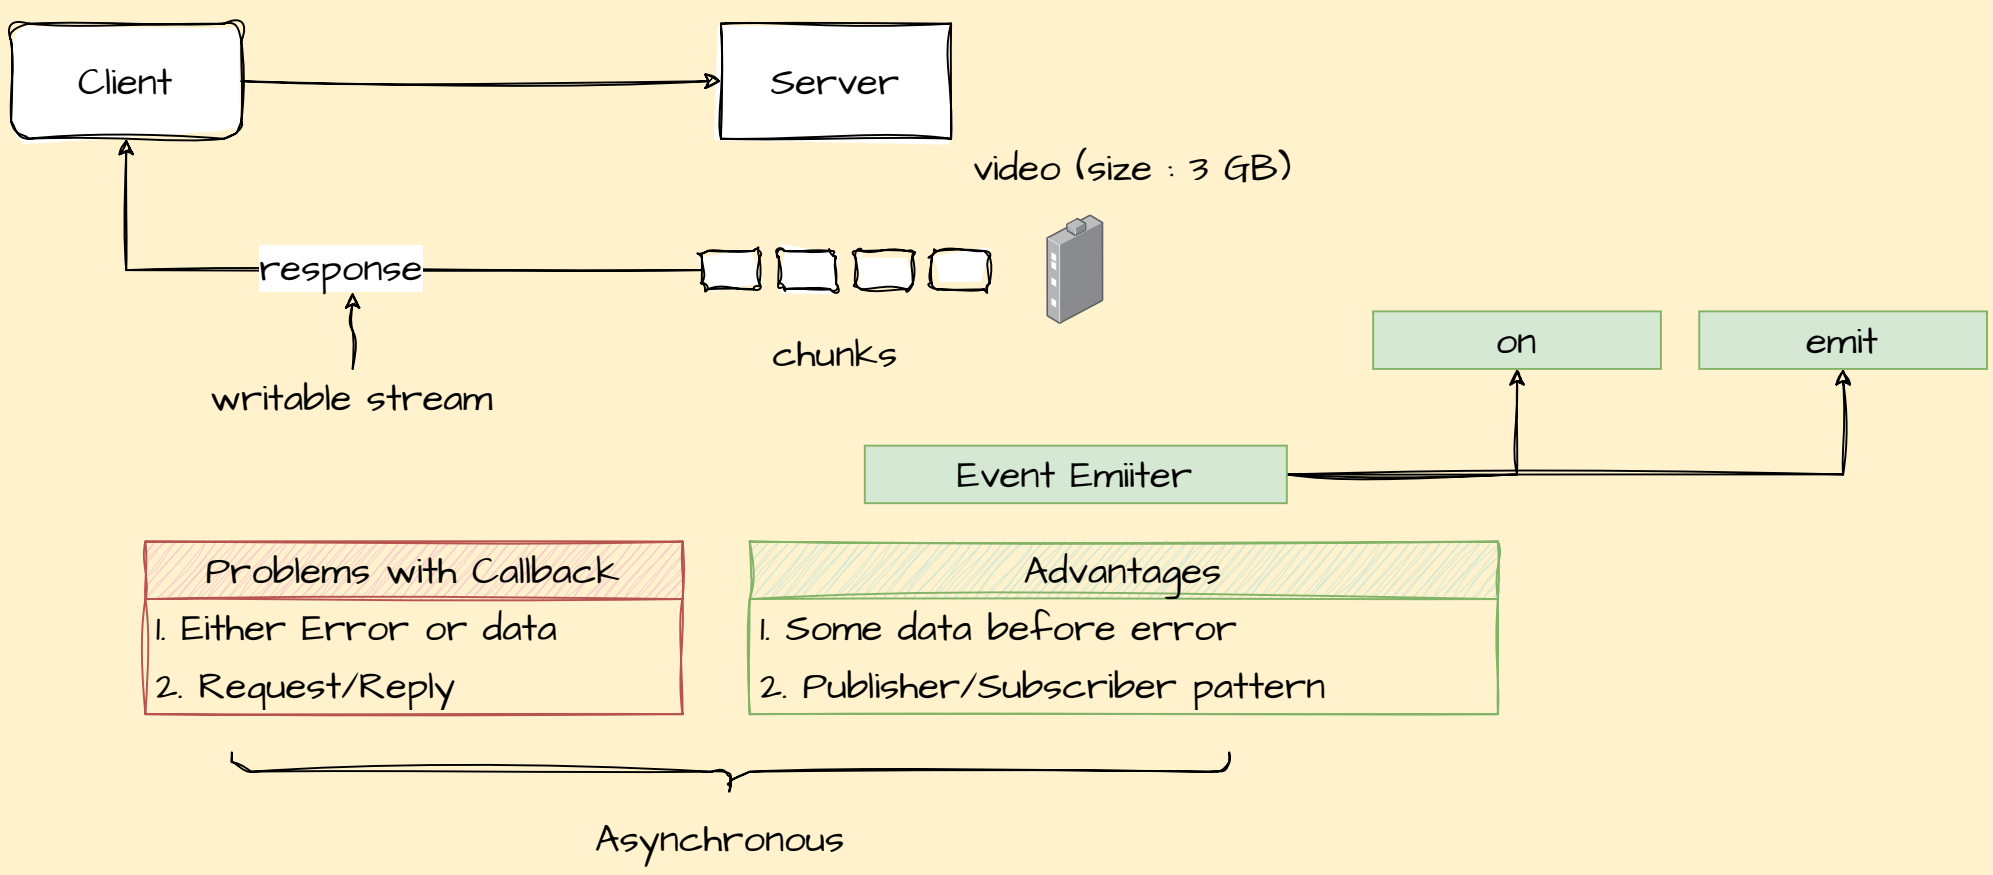 Client
Server
video (size : 3 GB)
response
chunks
writable stream
on
emit
Event Emiiter
Problems with Callback
1. Either Error or data
2. Request/Reply
Advantages
1. Some data before error
2. Publisher/Subscriber pattern
Asynchronous